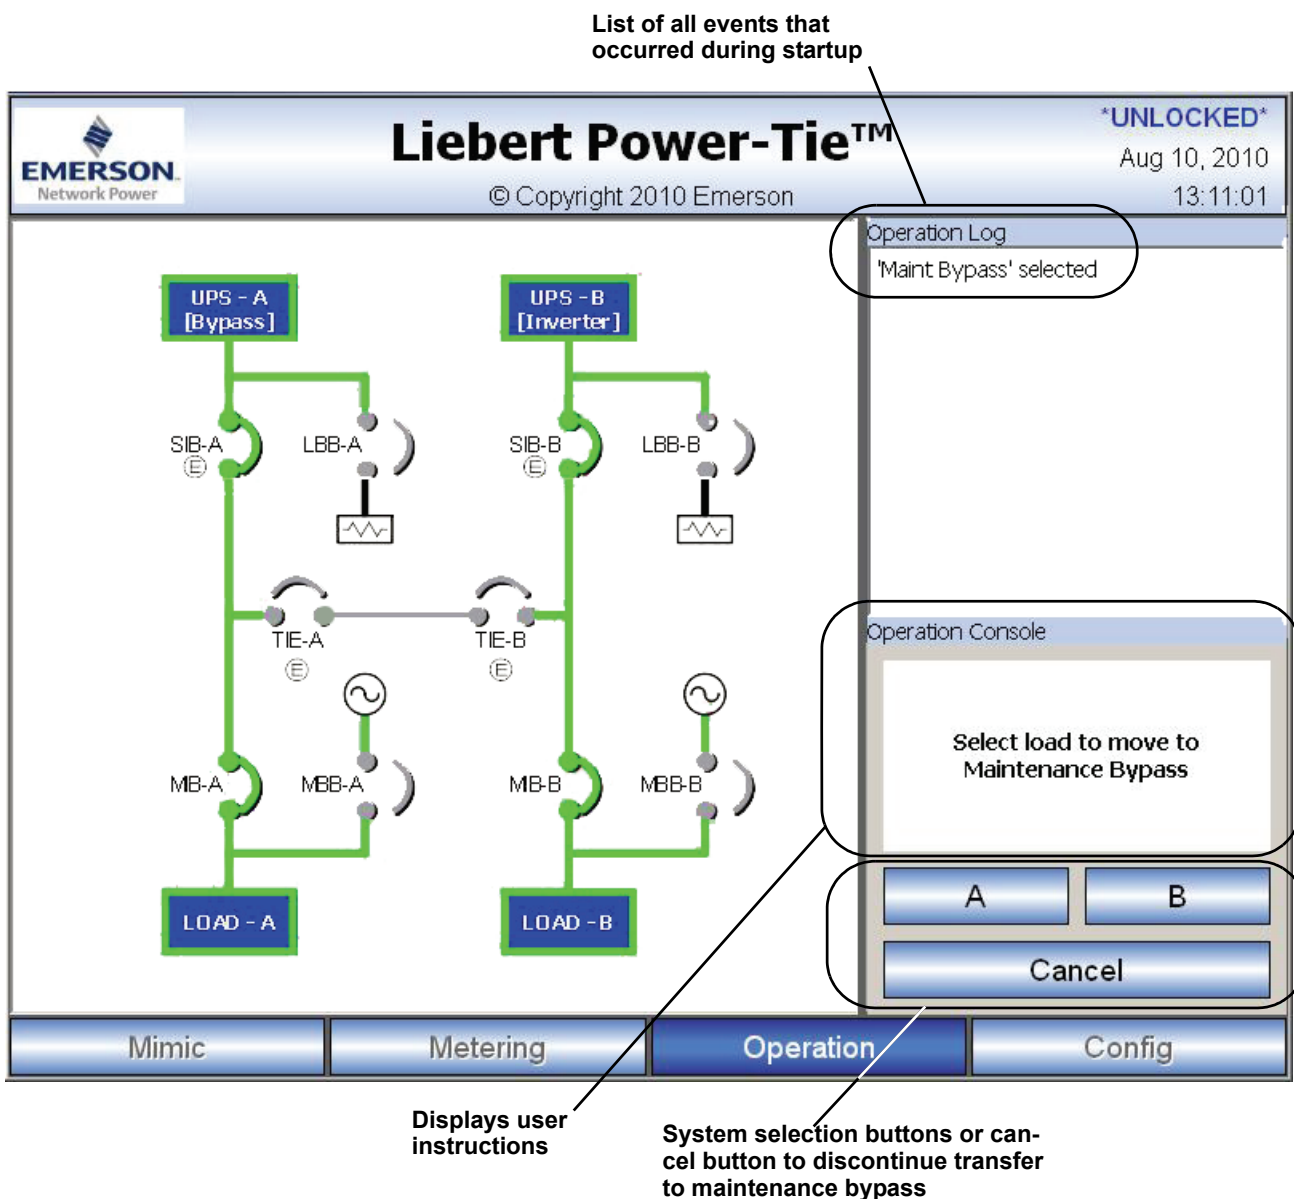 List of all events that
occurred during startup
EMERSON.
Network Power
Liebert Power-Tie™
© Copyright 2010 Emerson
*UNLOCKED*
Aug 10, 2010
13:11:01
Operation Log
'Maint Bypass' selected
UPS - A
[Bypass]
UPS - B
[Inverter]
SIB-A
E
LBB-A
SIB-B
E
LBB-B
TIE-A
E
TIE-B
E
MIB-A
MBB-A
MIB-B
MBB-B
LOAD - A
LOAD - B
Operation Console
Select load to move to
Maintenance Bypass
A
B
Cancel
Mimic
Metering
Operation
Config
Displays user
instructions
System selection buttons or can-
cel button to discontinue transfer
to maintenance bypass